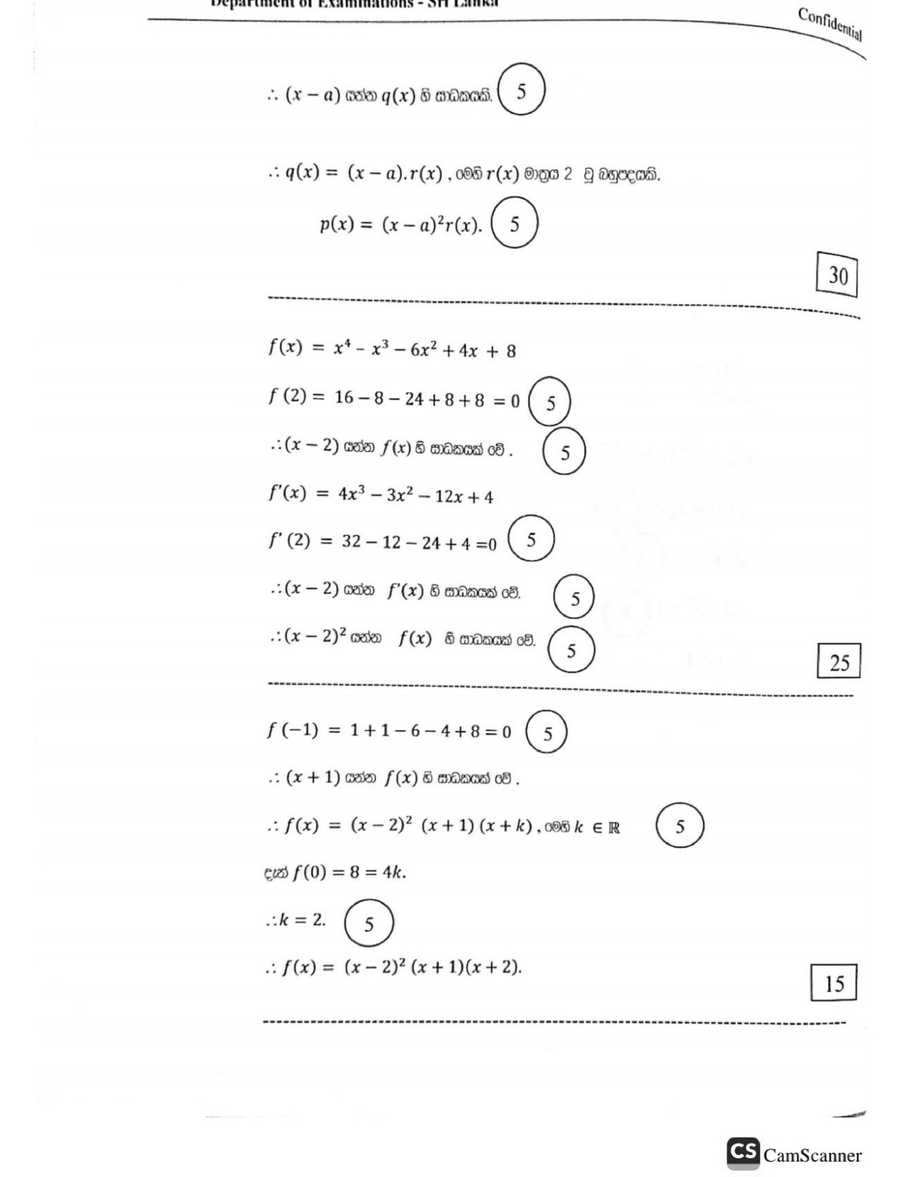 Department of Examinations - Sri Lanka
Confidential
∴ (x − a) යන්න q(x) හි සාධකයකි. 5
∴ q(x) = (x − a). r(x) , මෙහි r(x) මාත්‍රය 2 වූ බහුපදයකි.
p(x) = (x − a)²r(x). 5
30
f(x) = x⁴ − x³ − 6x² + 4x + 8
f (2) = 16 − 8 − 24 + 8 + 8 = 0 5
∴(x − 2) යන්න f(x) හි සාධකයක් වේ . 5
f'(x) = 4x³ − 3x² − 12x + 4
f' (2) = 32 − 12 − 24 + 4 =0 5
∴(x − 2) යන්න f'(x) හි සාධකයක් වේ. 5
∴(x − 2)² යන්න f(x) හි සාධකයක් වේ. 5
25
f (−1) = 1 + 1 − 6 − 4 + 8 = 0 5
∴ (x + 1) යන්න f(x) හි සාධකයක් වේ .
∴ f(x) = (x − 2)² (x + 1) (x + k) , මෙහි k ∈ ℝ 5
දැන් f(0) = 8 = 4k.
∴k = 2. 5
∴ f(x) = (x − 2)² (x + 1)(x + 2).
15
CS CamScanner